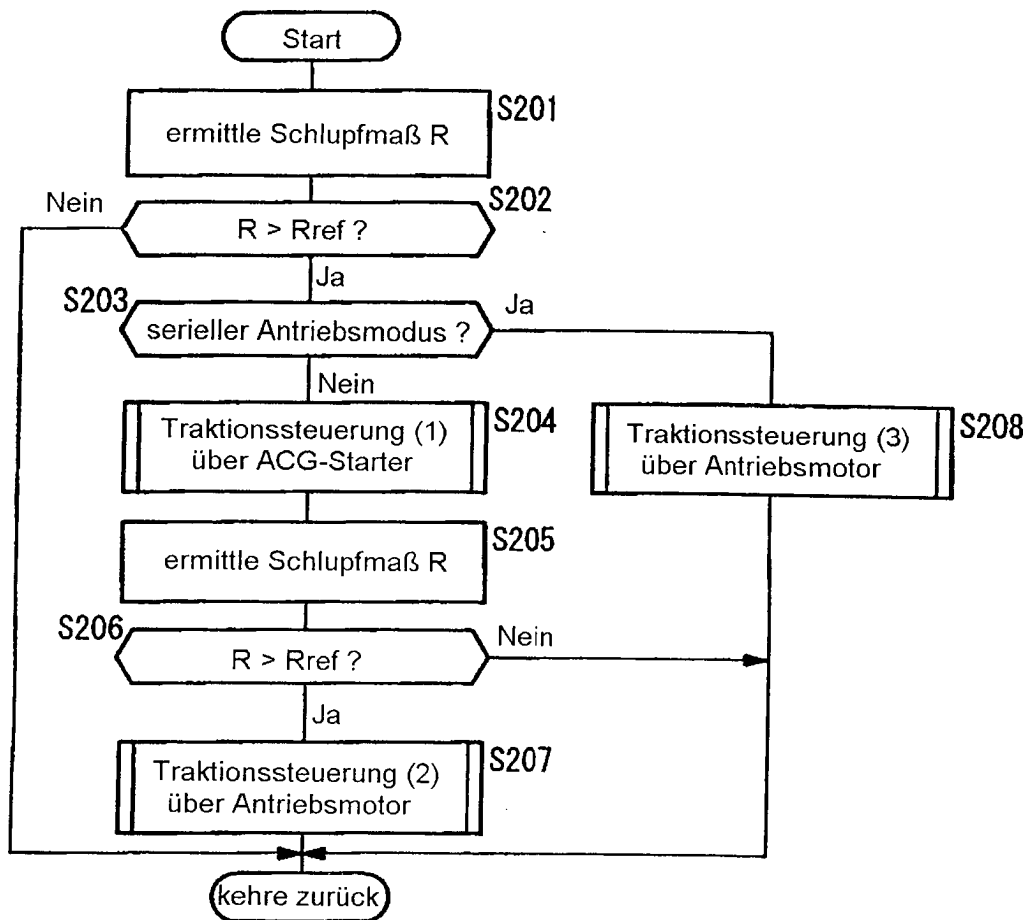 Start
S201
ermittle Schlupfmaß R
Nein
S202
R > Rref ?
Ja
S203
serieller Antriebsmodus ?
Ja
Nein
Traktionssteuerung (1)
über ACG-Starter
S204
Traktionssteuerung (3)
über Antriebsmotor
S208
ermittle Schlupfmaß R
S205
S206
R > Rref ?
Nein
Ja
Traktionssteuerung (2)
über Antriebsmotor
S207
kehre zurück